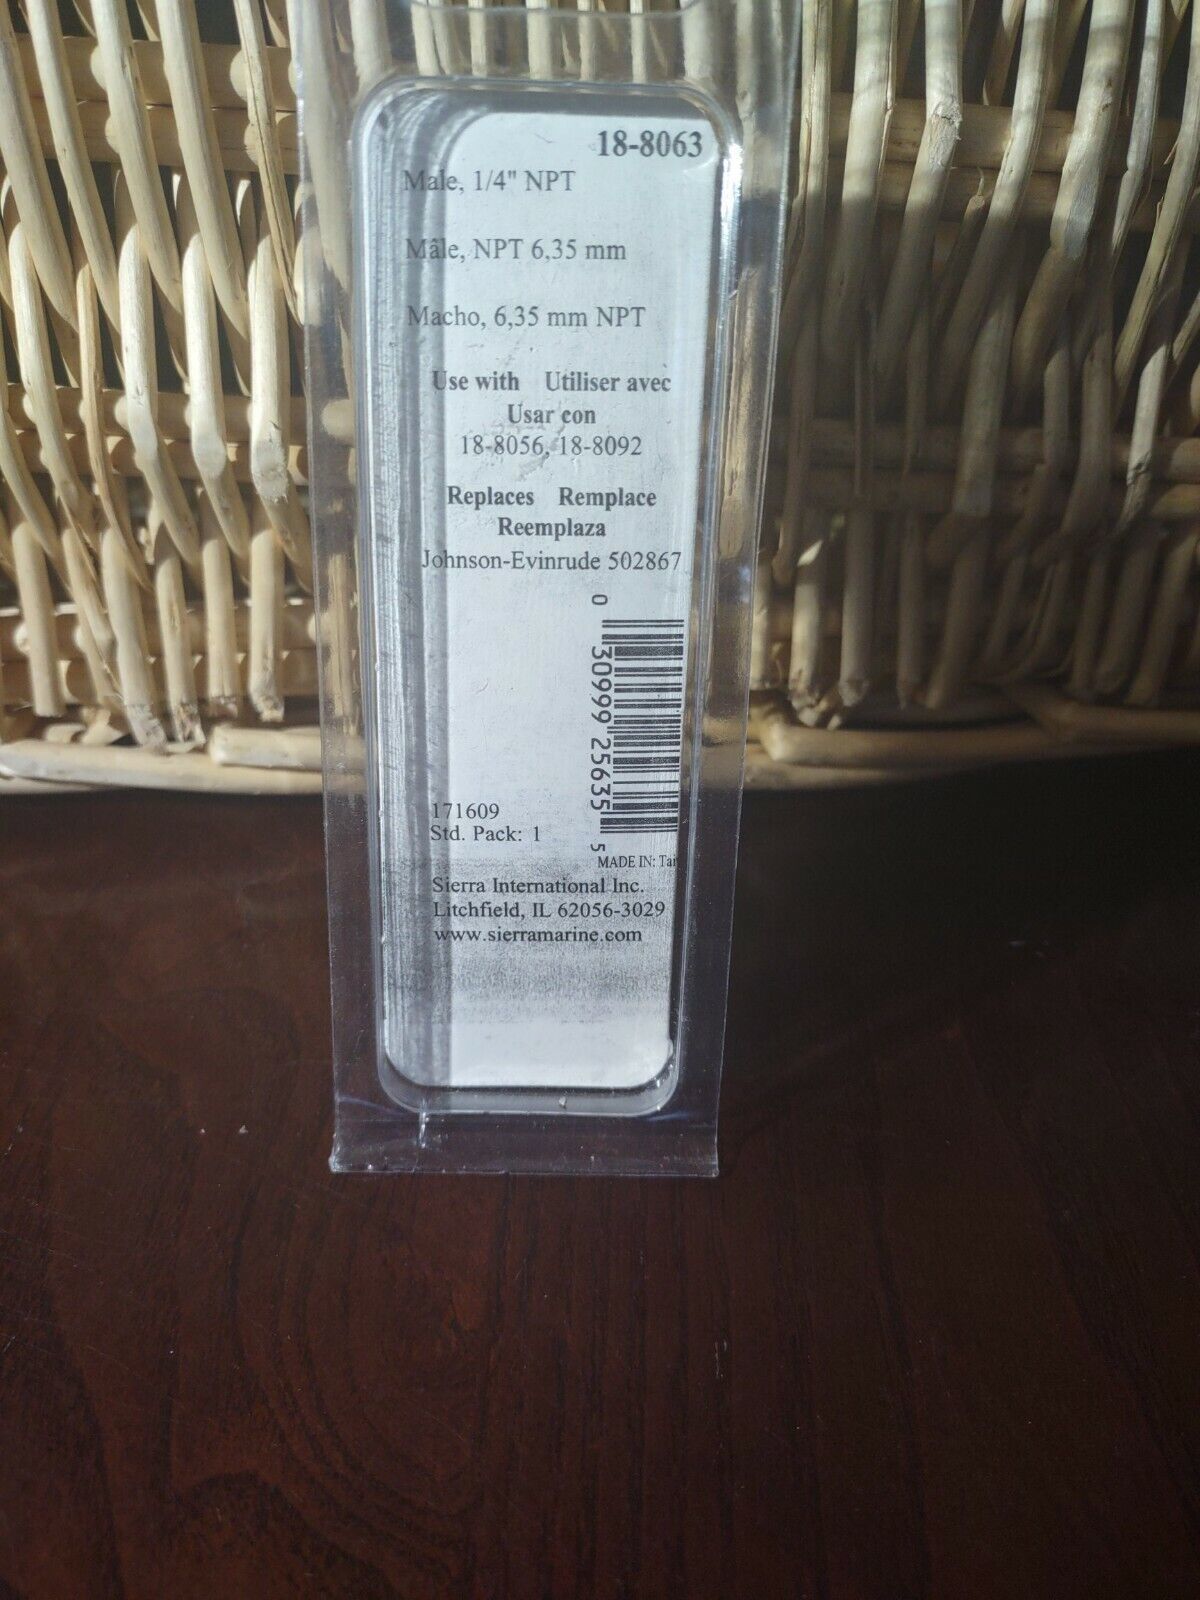 18-8063
Male, 1/4" NPT
Mâle, NPT 6,35 mm
Macho, 6,35 mm NPT
Use with Utiliser avec
Usar con
18-8056, 18-8092
Replaces Remplace
Reemplaza
Johnson-Evinrude 502867
0 30999 25635 5
171609
Std. Pack: 1
MADE IN: Tai
Sierra International Inc.
Litchfield, IL 62056-3029
www.sierramarine.com